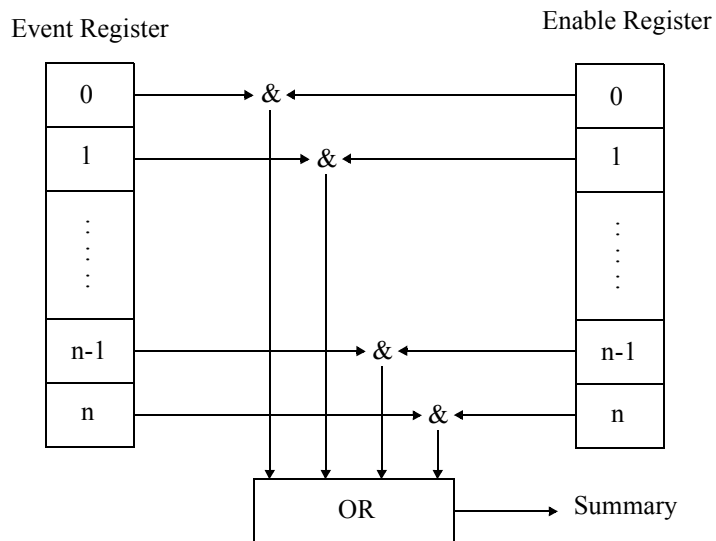 Event Register
Enable Register
0 & 0
1 & 1
. . . . . . . . . . . .
n-1 & n-1
n & n
OR
Summary